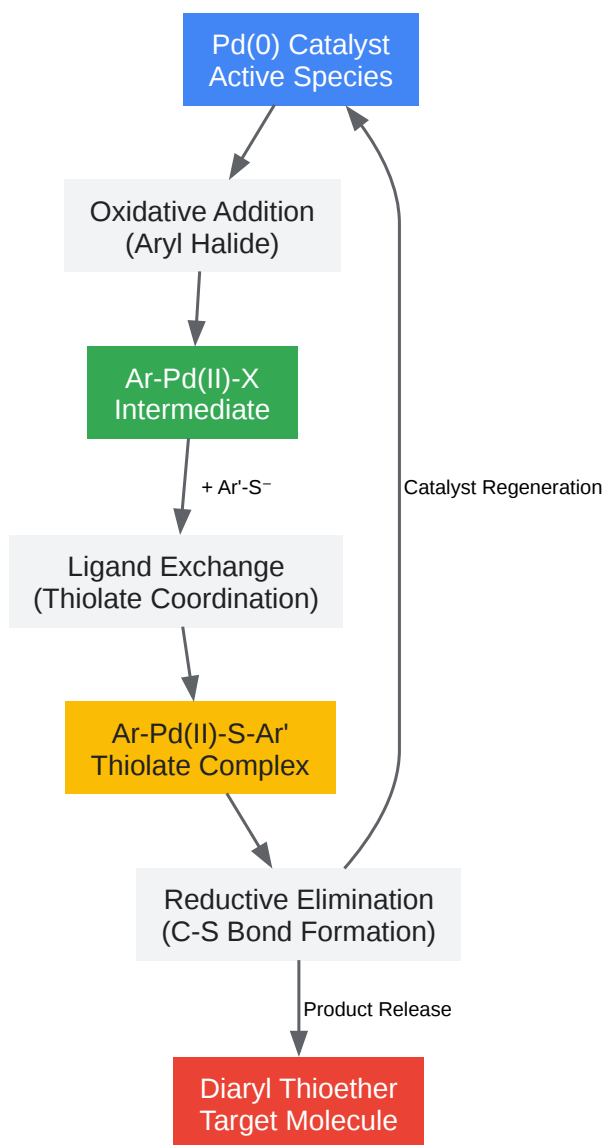 Pd(0) Catalyst
Active Species
Oxidative Addition
(Aryl Halide)
Ar-Pd(II)-X
Intermediate
+ Ar'-S⁻
Catalyst Regeneration
Ligand Exchange
(Thiolate Coordination)
Ar-Pd(II)-S-Ar'
Thiolate Complex
Reductive Elimination
(C-S Bond Formation)
Product Release
Diaryl Thioether
Target Molecule